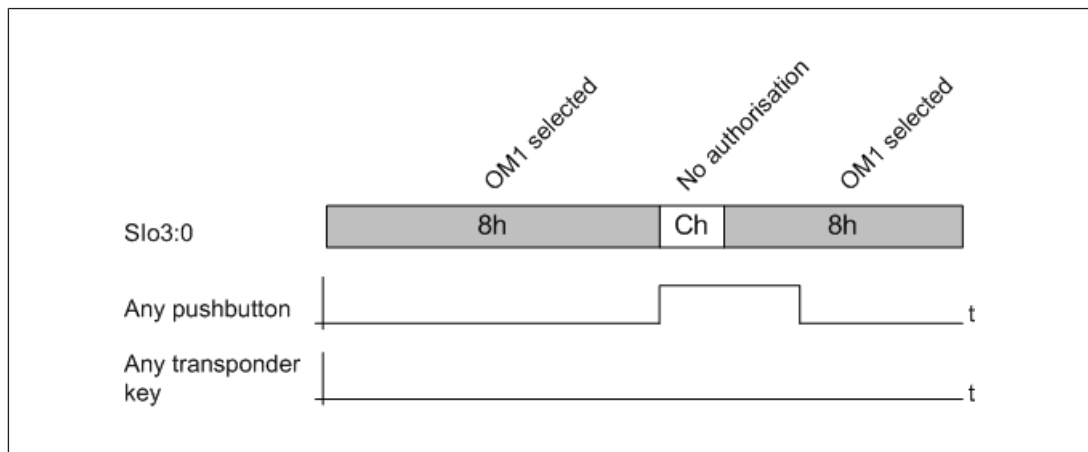 OM1 selected
No authorisation
OM1 selected
SIo3:0
8h
Ch
8h
Any pushbutton
t
Any transponder
key
t